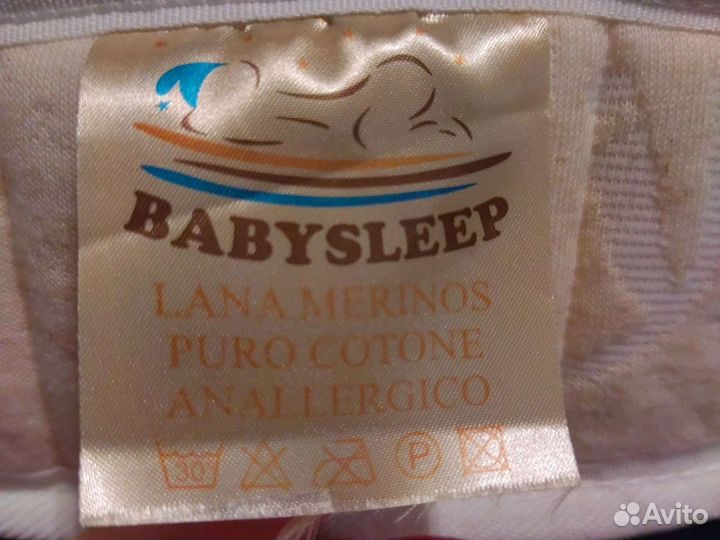 BABYSLEEP
LANA MERINOS
PURO COTONE
ANALLERGICO
30 P
Avito